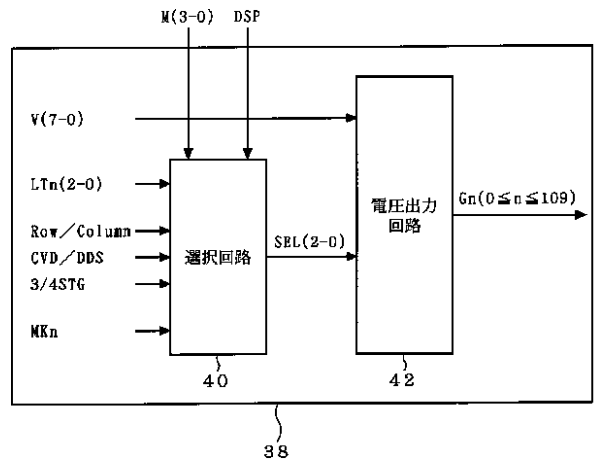 M(3-0) DSP
V(7-0)
LTn(2-0)
Row／Column
CVD／DDS
3/4STG
MKn
選択回路
SEL(2-0)
電圧出力
回路
Gn(0≦n≦109)
40
42
38